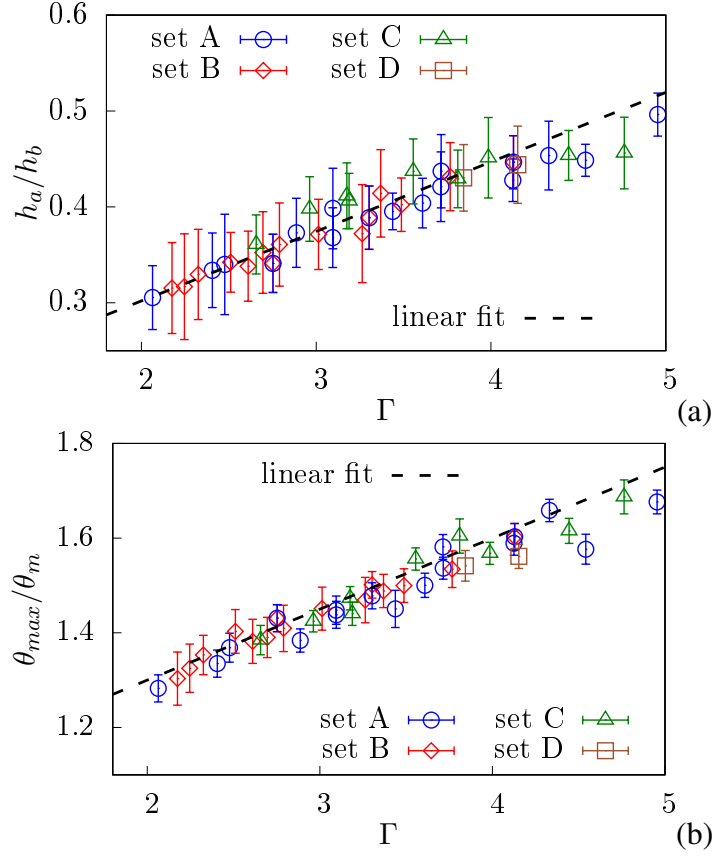 0.6
set A
set C
set B
set D
0.5
h_a/h_b
0.4
0.3
linear fit
2
3
4
5
Γ
(a)
1.8
linear fit
1.6
θ_max/θ_m
1.4
set A
set C
1.2
set B
set D
2
3
4
5
Γ
(b)